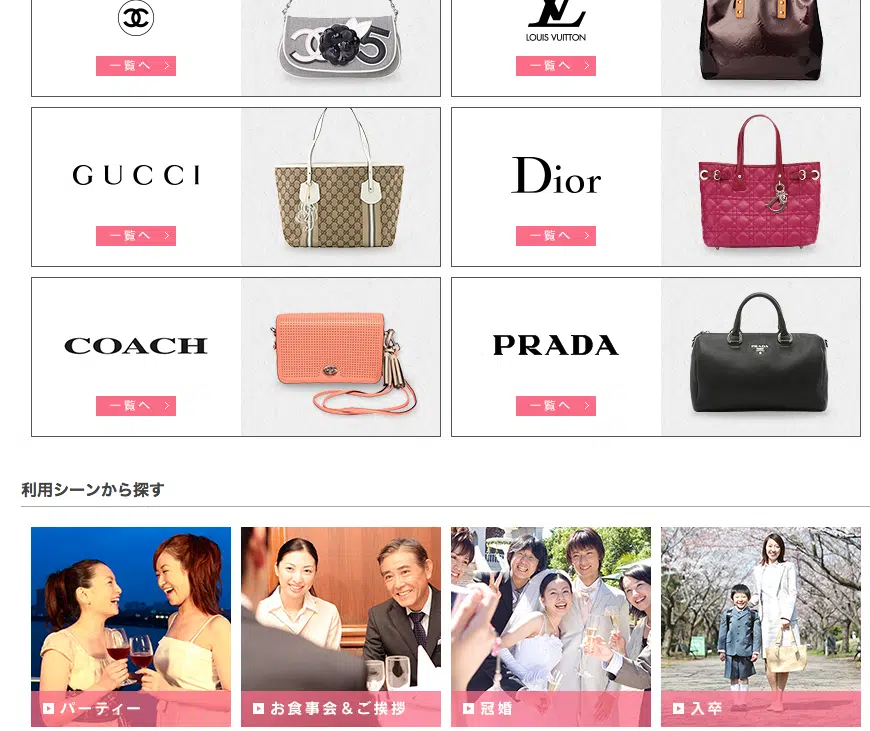 LOUIS VUITTON
一覧へ
一覧へ
5
GUCCI
Dior
一覧へ
一覧へ
COACH
PRADA
PRADA
一覧へ
一覧へ
利用シーンから探す
パーティー
お食事会&ご挨拶
冠婚
入卒